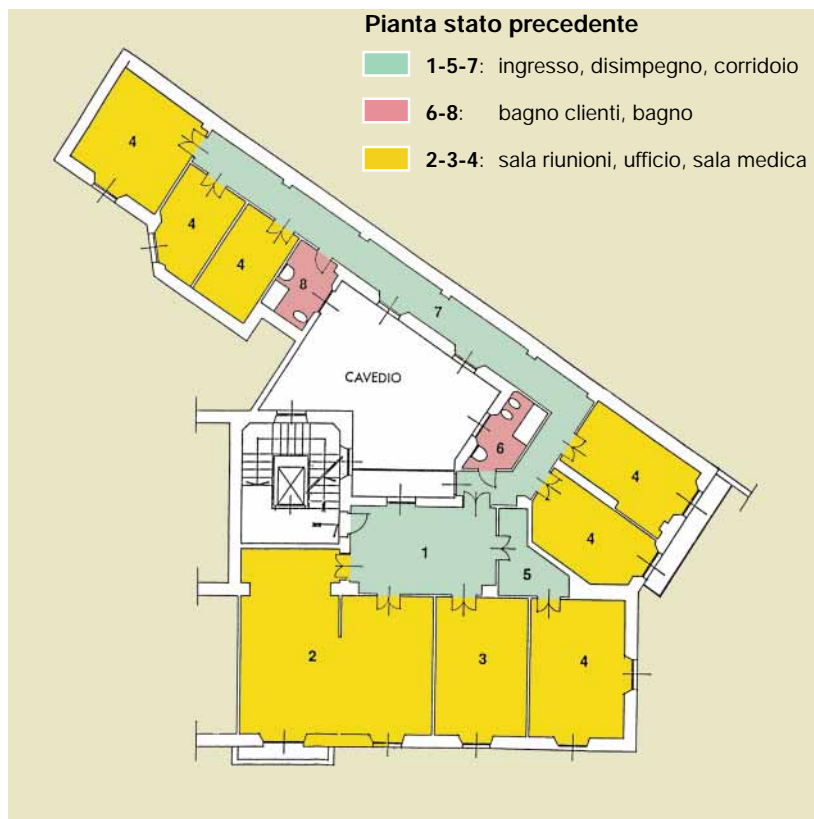 Pianta stato precedente
1-5-7: ingresso, disimpegno, corridoio
6-8: bagno clienti, bagno
2-3-4: sala riunioni, ufficio, sala medica
4
4
4
8
7
CAVEDIO
6
4
4
1
5
2
3
4